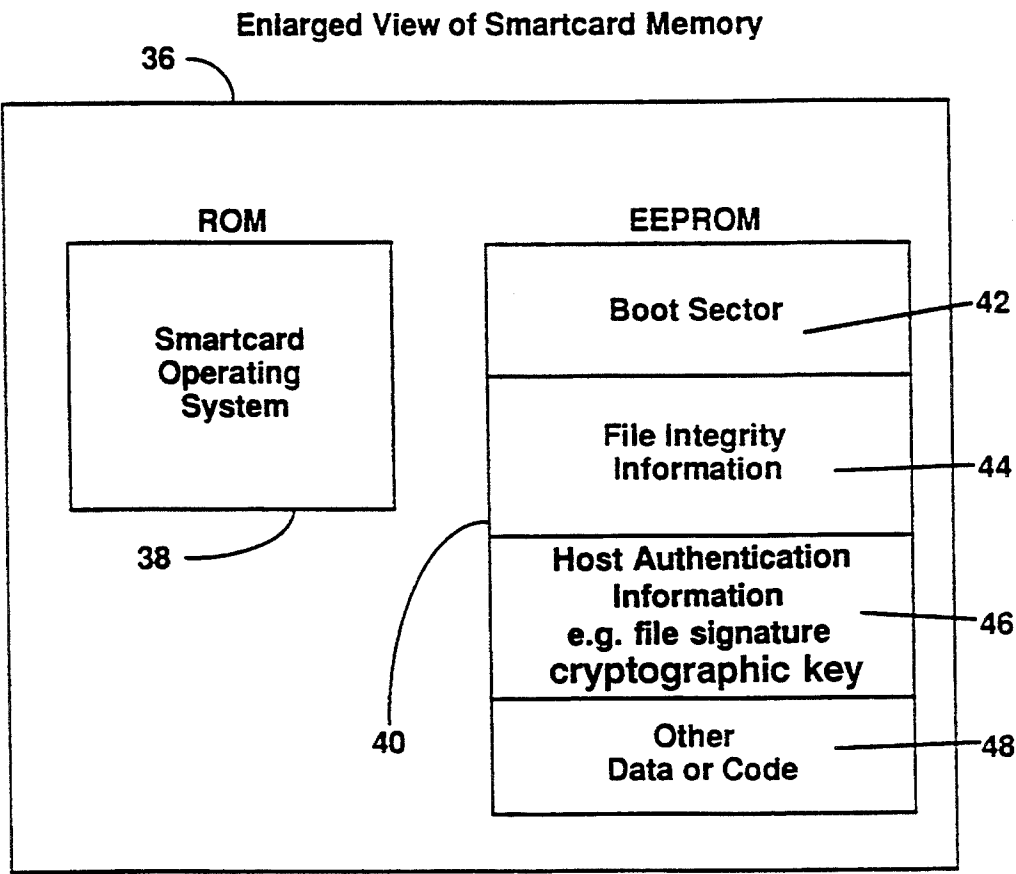 Enlarged View of Smartcard Memory
36
ROM
Smartcard
Operating
System
38
EEPROM
Boot Sector
42
File Integrity
Information
44
Host Authentication
Information
e.g. file signature
cryptographic key
46
40
Other
Data or Code
48